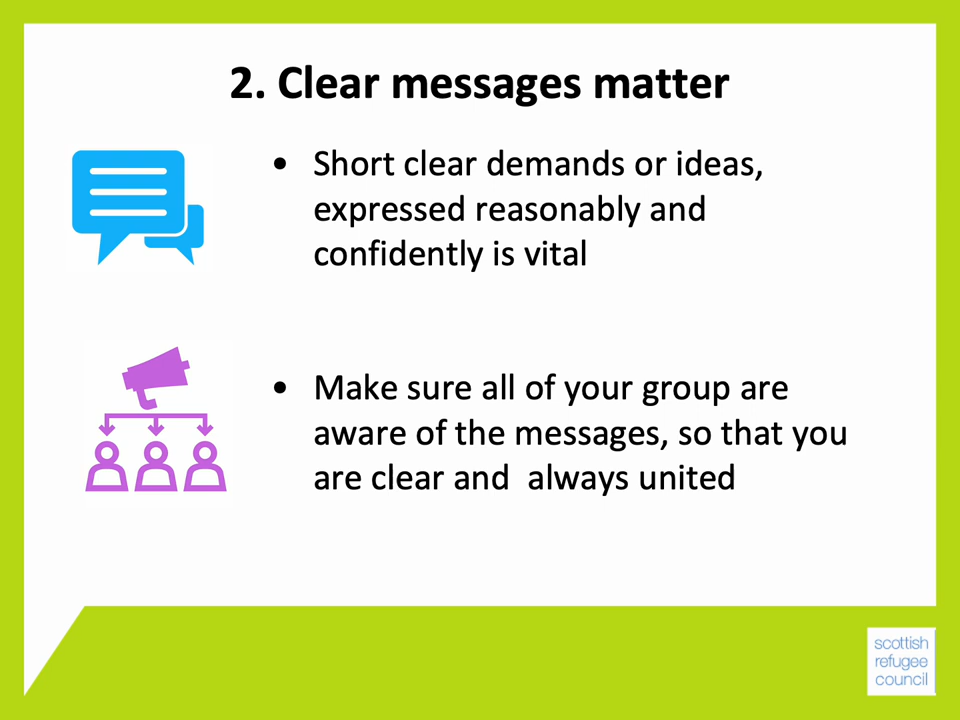 2. Clear messages matter
• Short clear demands or ideas,
expressed reasonably and
confidently is vital
• Make sure all of your group are
aware of the messages, so that you
are clear and  always united
scottish
refugee
council